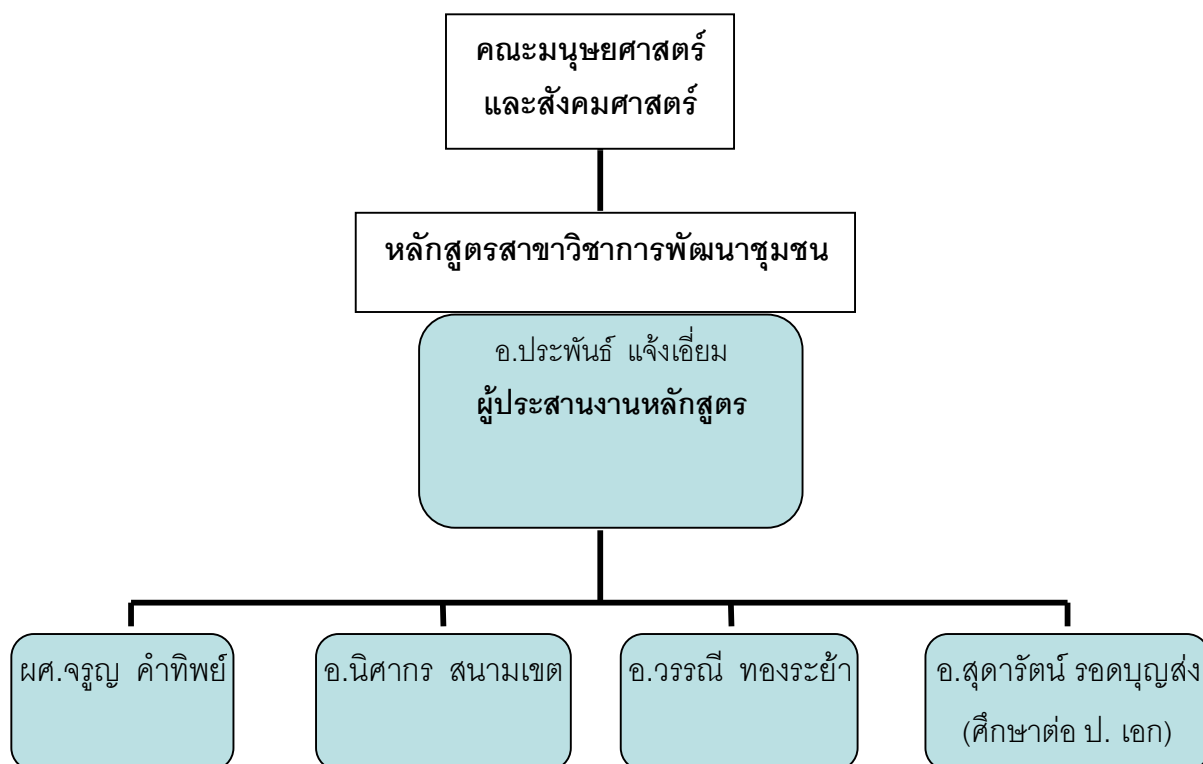 คณะมนุษยศาสตร์
และสังคมศาสตร์
หลักสูตรสาขาวิชาการพัฒนาชุมชน
อ.ประพันธ์ แจ้งเอี่ยม
ผู้ประสานงานหลักสูตร
ผศ.จรูญ คำทิพย์
อ.นิศากร สนามเขต
อ.วรรณี ทองระย้า
อ.สุดารัตน์ รอดบุญส่ง
(ศึกษาต่อ ป. เอก)